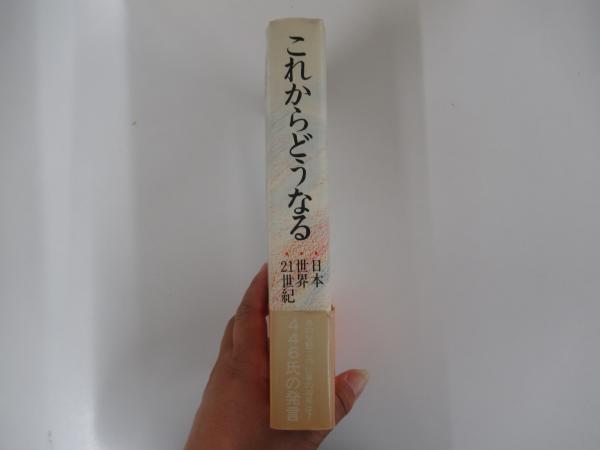 これからどうなる
日本
世界
21世紀
446氏の発言